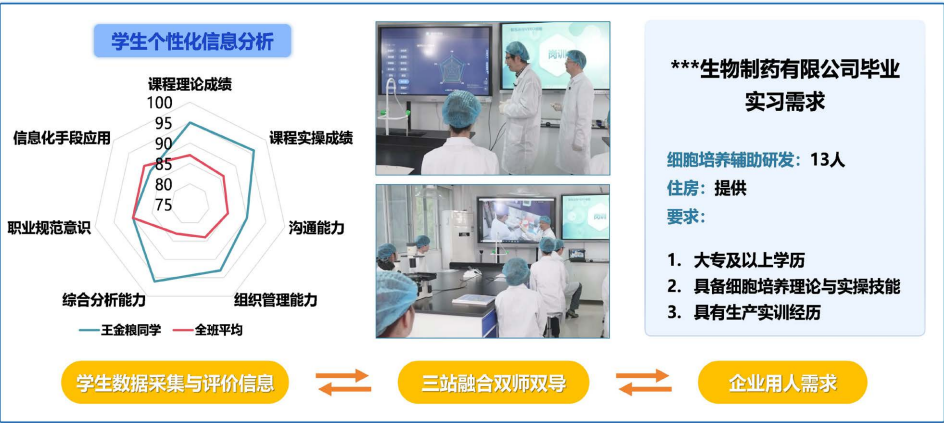 学生个性化信息分析
课程理论成绩
100
95
90
85
80
75
信息化手段应用
课程实操成绩
职业规范意识
沟通能力
综合分析能力
组织管理能力
王金粮同学
全班平均
***生物制药有限公司毕业
实习需求
细胞培养辅助研发：13人
住房：提供
要求：
1. 大专及以上学历
2. 具备细胞培养理论与实操技能
3. 具有生产实训经历
学生数据采集与评价信息
三站融合双师双导
企业用人需求